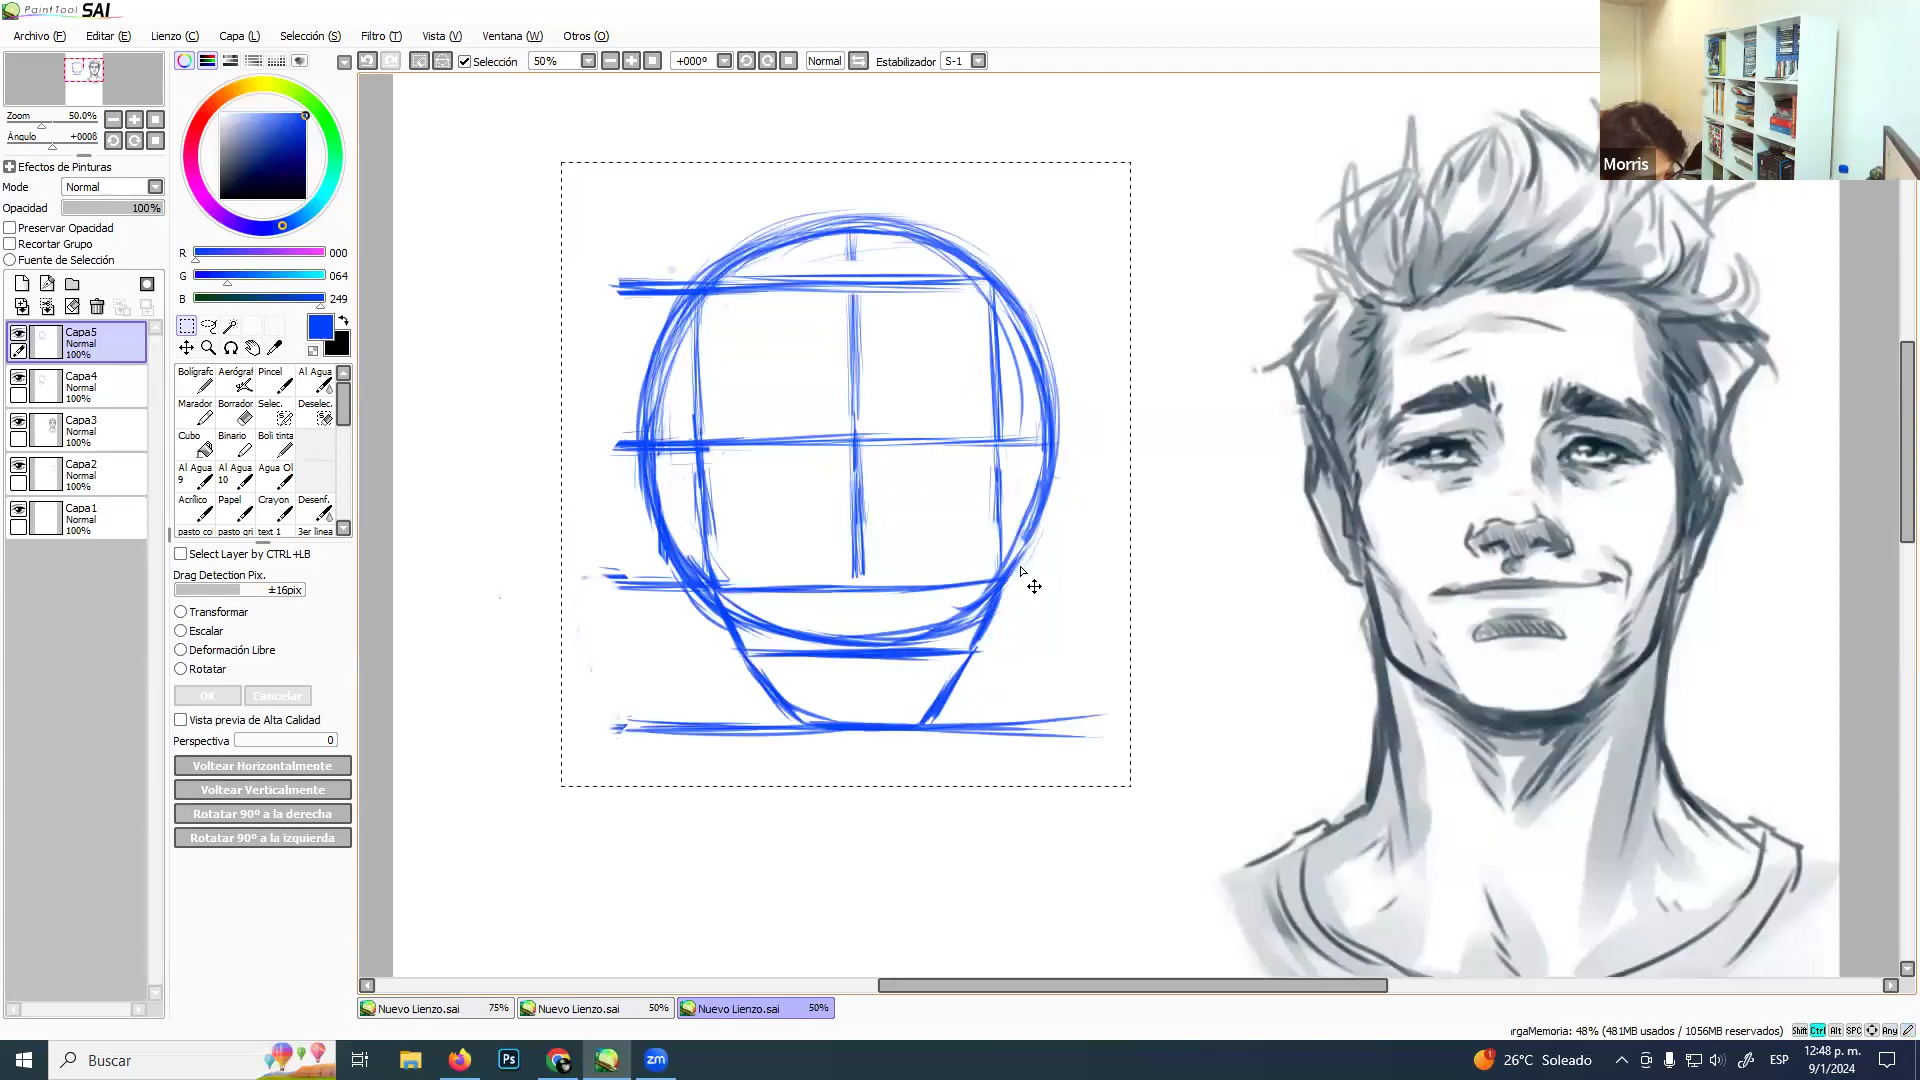 PaintTool SAI
Archivo (F) Editar (E) Lienzo (C) Capa (L) Selección (S) Filtro (T) Vista (V) Ventana (W) Otros (O)
Selección 50% +000º Normal Estabilizador S-1
Morris
Zoom 50.0%
Ángulo
Efectos de Pinturas
Mode Normal
Opacidad 100%
Preservar Opacidad
Recortar Grupo
Fuente de Selección
Capa5
Normal
100%
Capa4
Normal
100%
Capa3
Normal
100%
Capa2
Normal
100%
Capa1
Normal
100%
R 000
G 064
B 249
Bolígrafo Aerógraf Pincel Al Agua
Marador Borrador Selec. Deselec.
Cubo Binario Boli tinta
Al Agua 9 Al Agua 10 Agua Ol
Acrílico Papel Crayon Desenf.
pasto co pasto gri text 1 3er linea
Select Layer by CTRL+LB
Drag Detection Pix.
±16pix
Transformar
Escalar
Deformación Libre
Rotatar
OK Cancelar
Vista previa de Alta Calidad
Perspectiva 0
Voltear Horizontalmente
Voltear Verticalmente
Rotatar 90º a la derecha
Rotatar 90º a la izquierda
Nuevo Lienzo.sai 75% Nuevo Lienzo.sai 50% Nuevo Lienzo.sai 50%
rgaMemoria: 48% (481MB usados / 1056MB reservados) Shift Ctrl Alt SPC Any
Buscar
Ps
zm
1
26°C Soleado
ESP
12:48 p. m.
9/1/2024